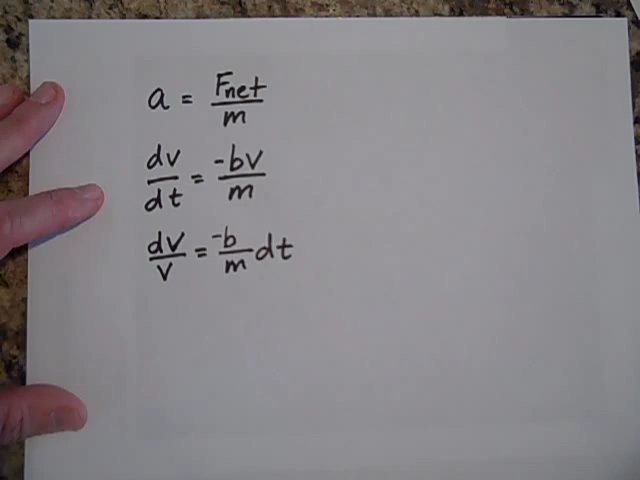 a = Fnet/m
dv/dt = -bv/m
dv/v = -b/m dt